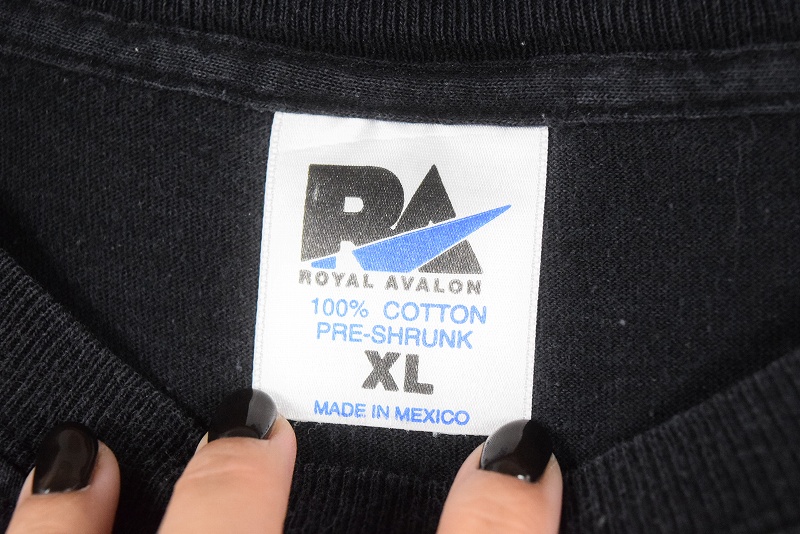 RA
ROYAL AVALON
100% COTTON
PRE-SHRUNK
XL
MADE IN MEXICO